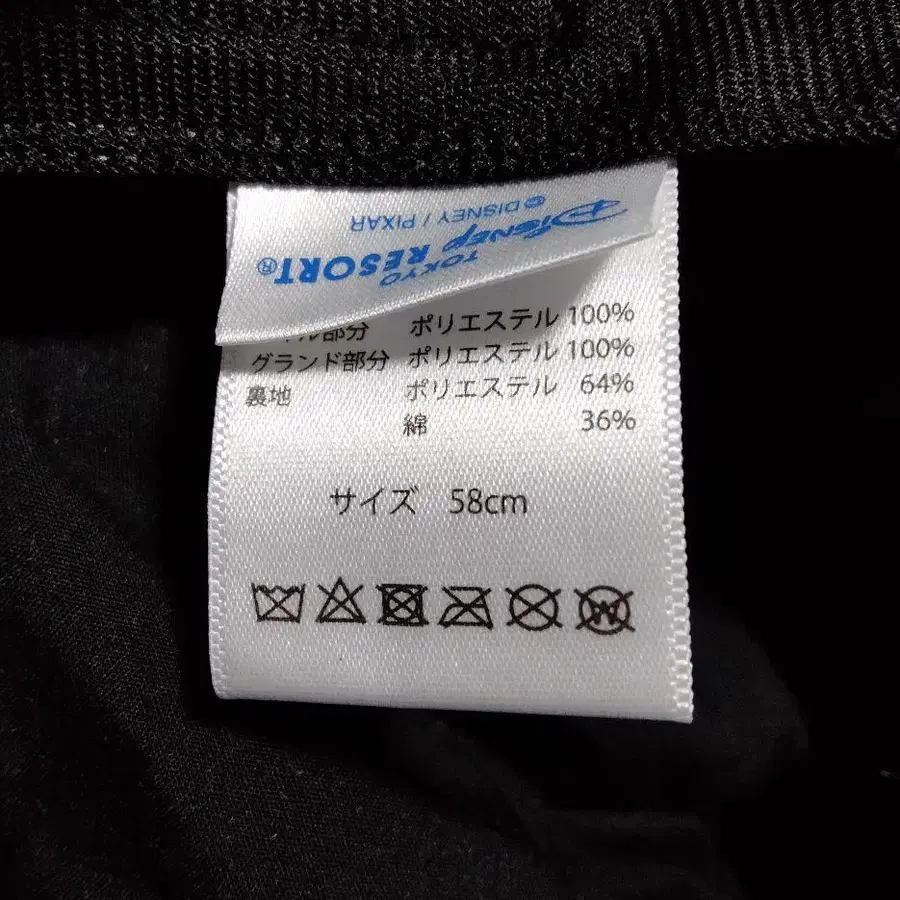 © DISNEY / PIXAR
Disney
TOKYO
RESORT®
部分 ポリエステル 100%
グランド部分 ポリエステル 100%
裏地 ポリエステル 64%
綿 36%
サイズ 58cm